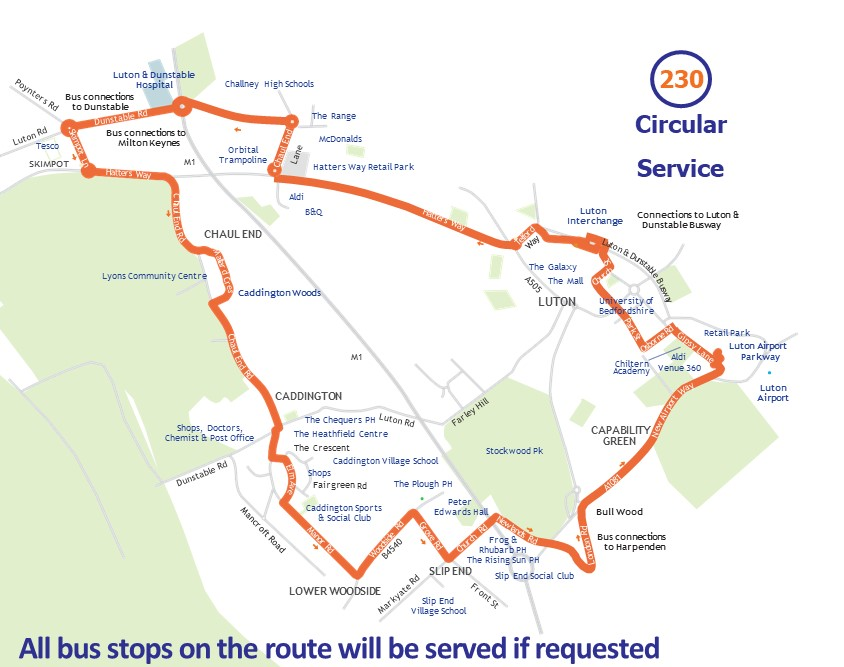 230
Circular
Service
Luton & Dunstable
Hospital
Challney High Schools
Poynters Rd
Bus connections
to Dunstable
Dunstable Rd
The Range
Luton Rd
Bus connections to
Milton Keynes
McDonalds
Tesco
Skimpot Ln
Orbital
Trampoline
Chaul End
Lane
SKIMPOT
M1
Hatters Way Retail Park
Hatters Way
Aldi
B&Q
Chaul End Rd
Hatters Way
Luton
Interchange
Connections to Luton &
Dunstable Busway
CHAUL END
Telford
Way
Luton & Dunstable Busway
Church
The Galaxy
The Mall
Lyons Community Centre
A505
Caddington Woods
LUTON
University of
Bedfordshire
Park St
Osborne Rd
Gipsy Lane
Retail Park
Luton Airport
Parkway
Chaul End Rd
M1
Chiltern
Academy
Aldi
Venue 360
Luton
Airport
CADDINGTON
New Airport Way
The Chequers PH
Luton Rd
Farley Hill
Shops, Doctors,
Chemist & Post Office
The Heathfield Centre
The Crescent
CAPABILITY
GREEN
Stockwood Pk
Caddington Village School
Dunstable Rd
Elm Ave
Shops
Fairgreen Rd
The Plough PH
A1081
Mancroft Road
Caddington Sports
& Social Club
Peter
Edwards Hall
Bull Wood
Manor Rd
Woodside Rd
B4540
Grove Rd
Church Rd
Newlands Rd
London Rd
Bus connections
to Harpenden
Frog &
Rhubarb PH
The Rising Sun PH
SLIP END
Slip End Social Club
LOWER WOODSIDE
Markyate Rd
Front St
Slip End
Village School
All bus stops on the route will be served if requested